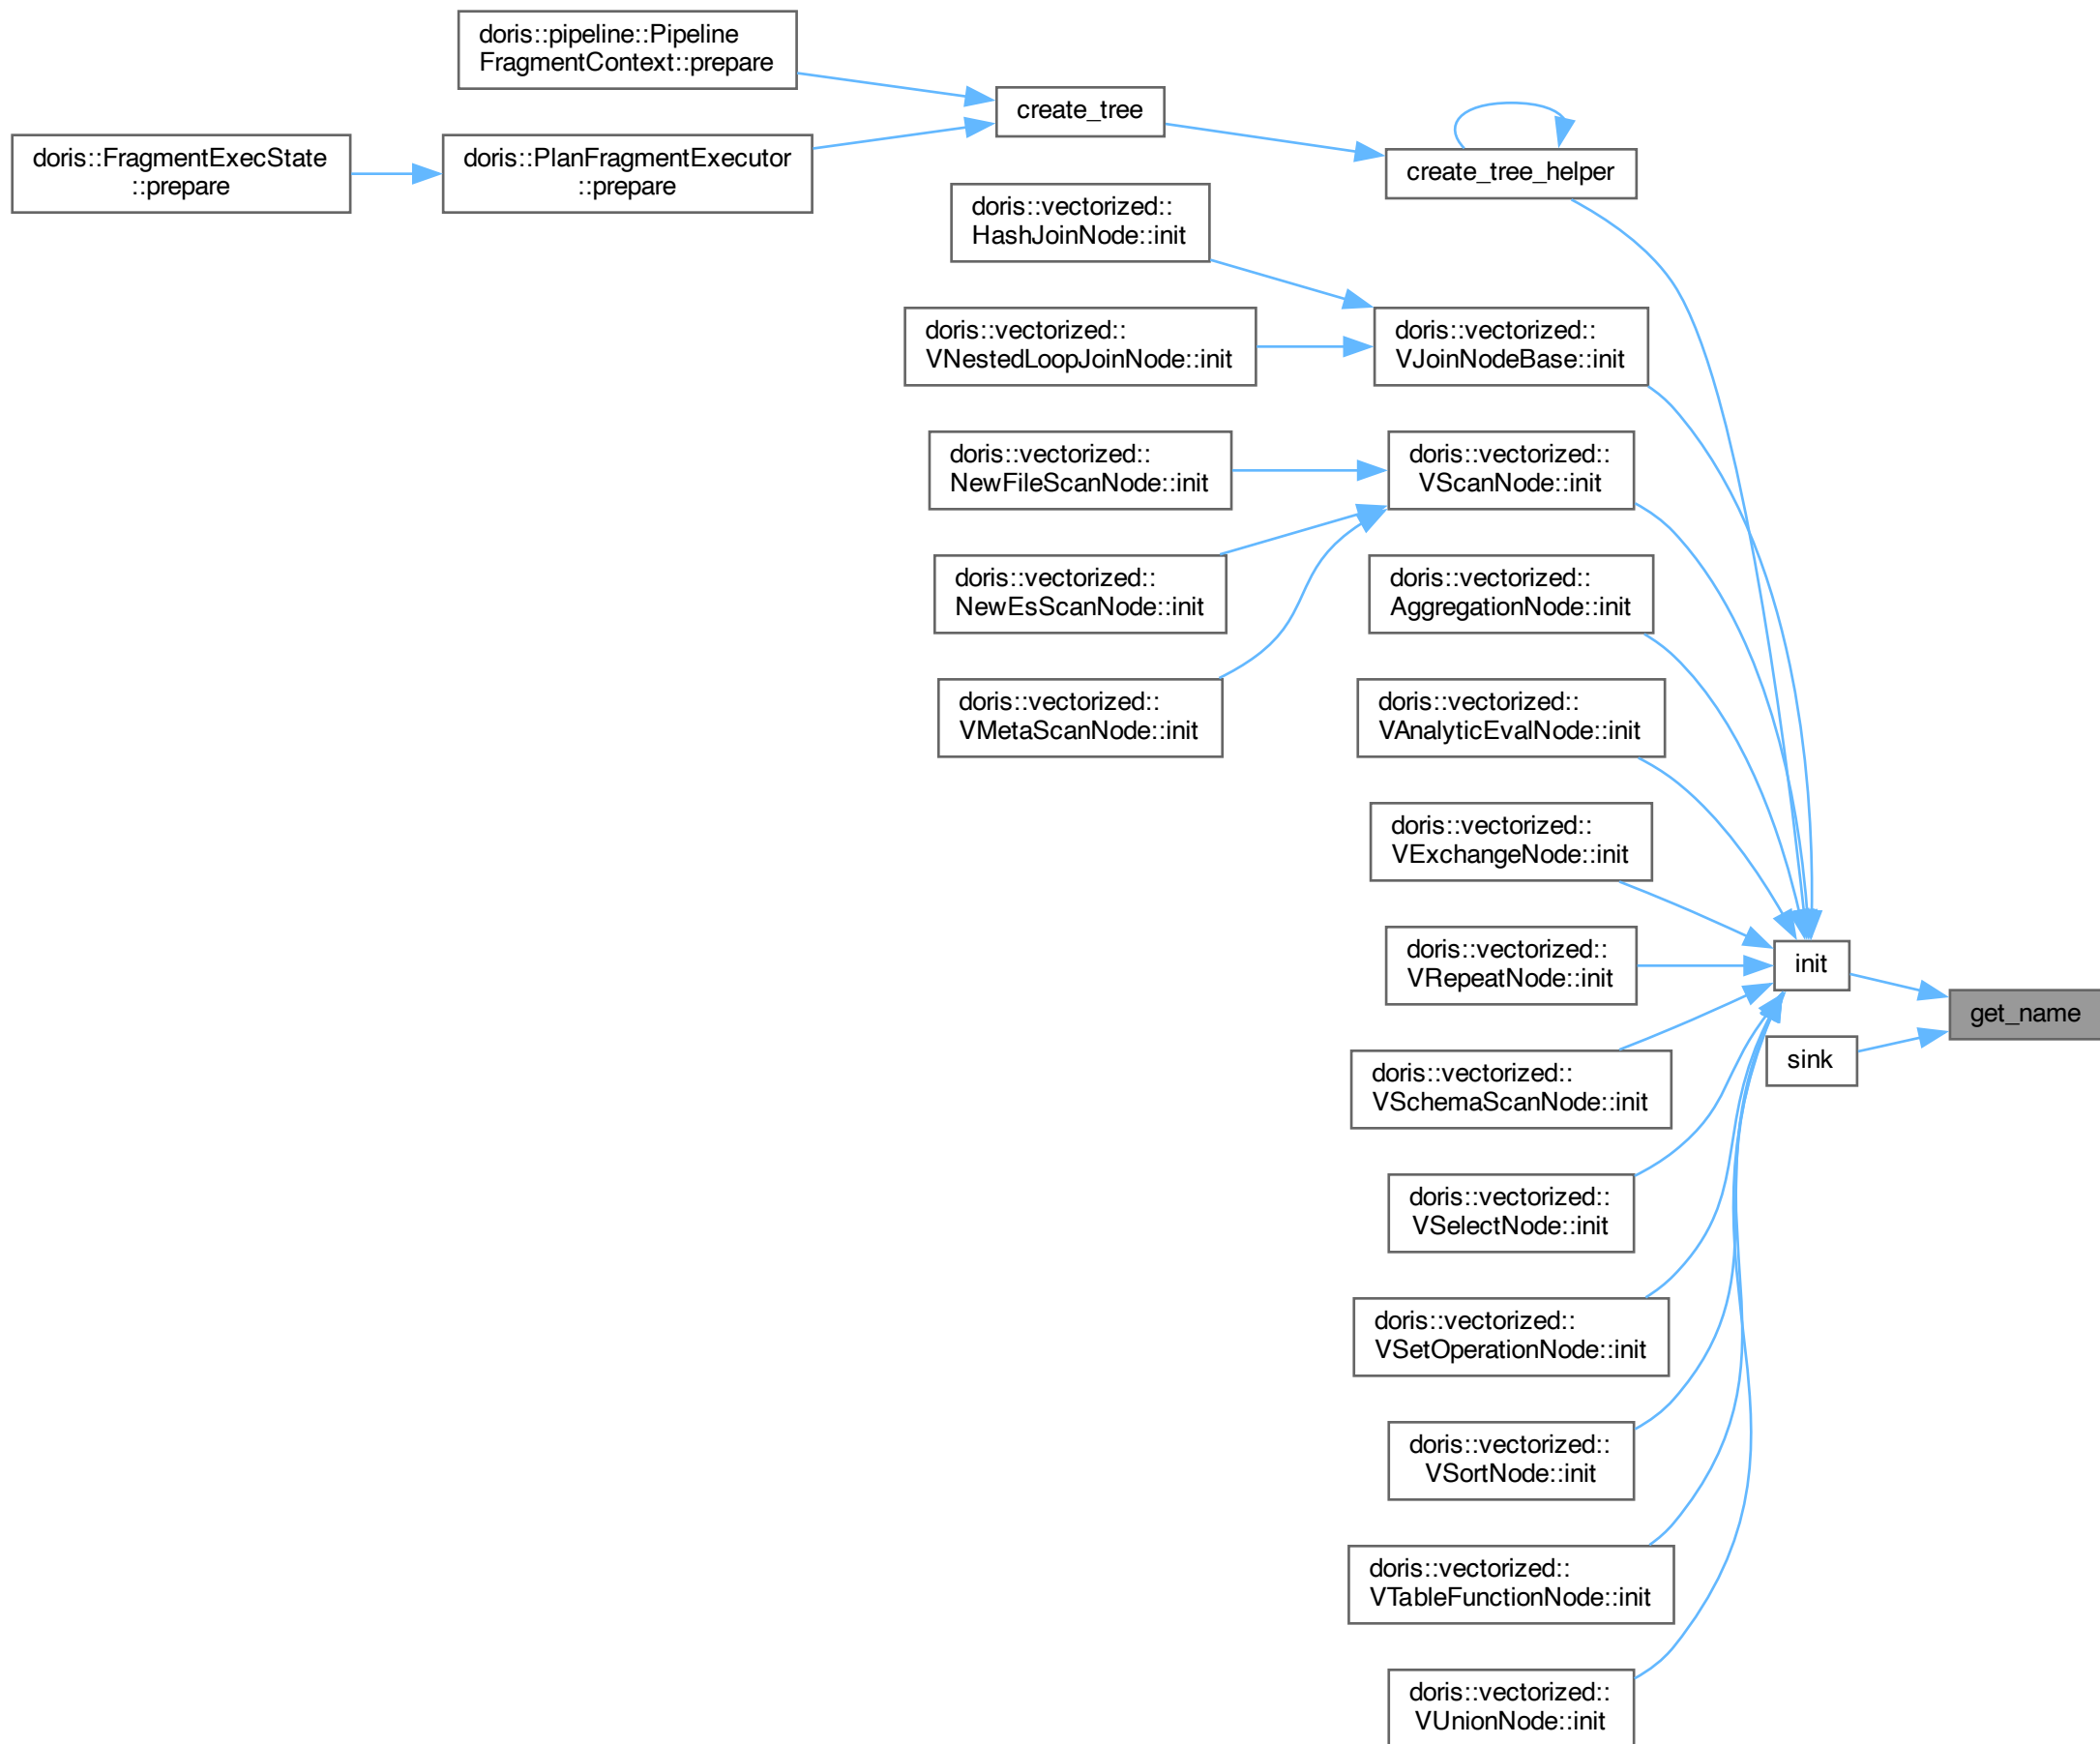 doris::pipeline::Pipeline
FragmentContext::prepare
create_tree
doris::FragmentExecState
::prepare
doris::PlanFragmentExecutor
::prepare
create_tree_helper
doris::vectorized::
HashJoinNode::init
doris::vectorized::
VNestedLoopJoinNode::init
doris::vectorized::
VJoinNodeBase::init
doris::vectorized::
NewFileScanNode::init
doris::vectorized::
VScanNode::init
doris::vectorized::
NewEsScanNode::init
doris::vectorized::
AggregationNode::init
doris::vectorized::
VMetaScanNode::init
doris::vectorized::
VAnalyticEvalNode::init
doris::vectorized::
VExchangeNode::init
doris::vectorized::
VRepeatNode::init
init
get_name
sink
doris::vectorized::
VSchemaScanNode::init
doris::vectorized::
VSelectNode::init
doris::vectorized::
VSetOperationNode::init
doris::vectorized::
VSortNode::init
doris::vectorized::
VTableFunctionNode::init
doris::vectorized::
VUnionNode::init